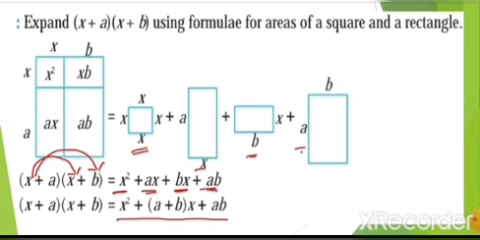 : Expand (x + a)(x + b) using formulae for areas of a square and a rectangle.
x b
x x² xb
a ax ab
= x x x x + a x + b x + a b
(x + a)(x + b) = x² + ax + bx + ab
(x + a)(x + b) = x² + (a + b)x + ab
XRecorder